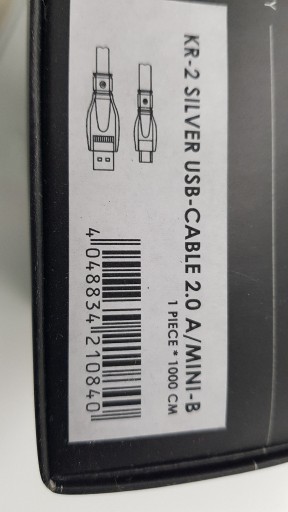 KR-2 SILVER USB-CABLE 2.0 A/MINI-B
1 PIECE * 1000 CM
4 048834 210840